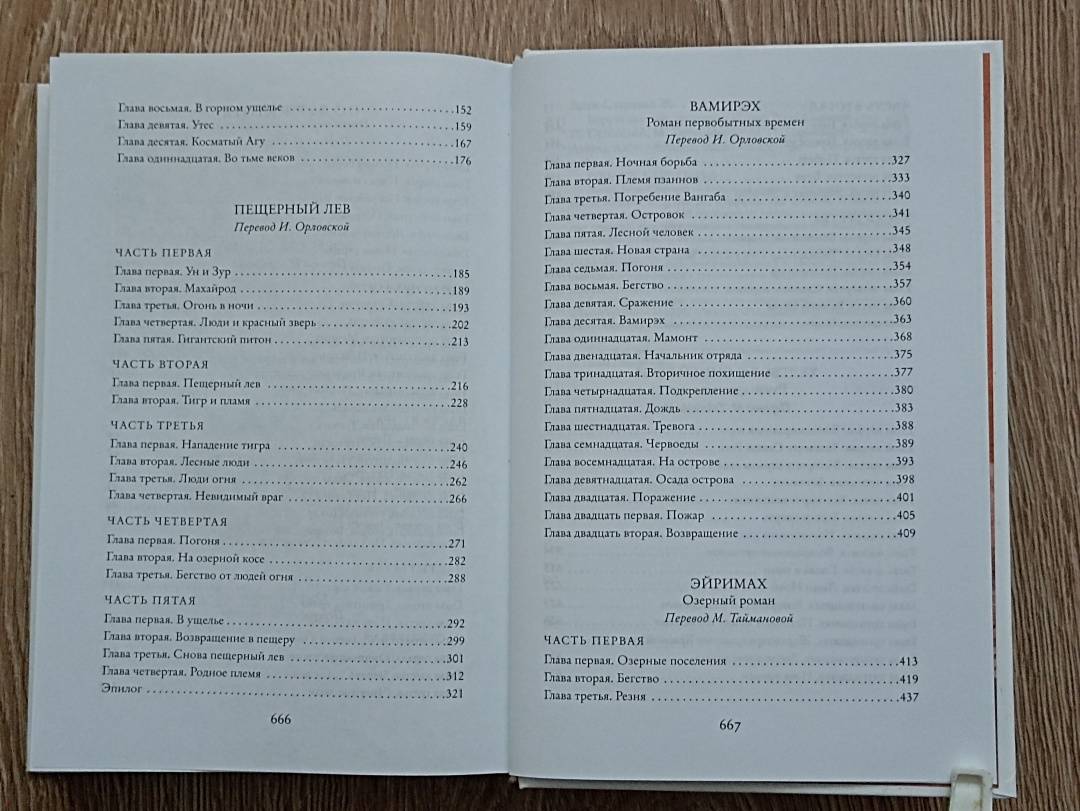 Глава восьмая. В горном ущелье ........................152
Глава девятая. Утес ........................159
Глава десятая. Косматый Агу ........................167
Глава одиннадцатая. Во тьме веков ........................176
ПЕЩЕРНЫЙ ЛЕВ
Перевод И. Орловской
ЧАСТЬ ПЕРВАЯ
Глава первая. Ун и Зур ........................185
Глава вторая. Махайрод ........................189
Глава третья. Огонь в ночи ........................193
Глава четвертая. Люди и красный зверь ........................202
Глава пятая. Гигантский питон ........................213
ЧАСТЬ ВТОРАЯ
Глава первая. Пещерный лев ........................216
Глава вторая. Тигр и пламя ........................228
ЧАСТЬ ТРЕТЬЯ
Глава первая. Нападение тигра ........................240
Глава вторая. Лесные люди ........................246
Глава третья. Люди огня ........................262
Глава четвертая. Невидимый враг ........................266
ЧАСТЬ ЧЕТВЕРТАЯ
Глава первая. Погоня ........................271
Глава вторая. На озерной косе ........................282
Глава третья. Бегство от людей огня ........................288
ЧАСТЬ ПЯТАЯ
Глава первая. В ущелье ........................292
Глава вторая. Возвращение в пещеру ........................299
Глава третья. Снова пещерный лев ........................301
Глава четвертая. Родное племя ........................312
Эпилог ........................321
666
ВАМИРЭХ
Роман первобытных времен
Перевод И. Орловской
Глава первая. Ночная борьба ........................327
Глава вторая. Племя пзаннов ........................333
Глава третья. Погребение Вангаба ........................340
Глава четвертая. Островок ........................341
Глава пятая. Лесной человек ........................345
Глава шестая. Новая страна ........................348
Глава седьмая. Погоня ........................354
Глава восьмая. Бегство ........................357
Глава девятая. Сражение ........................360
Глава десятая. Вамирэх ........................363
Глава одиннадцатая. Мамонт ........................368
Глава двенадцатая. Начальник отряда ........................375
Глава тринадцатая. Вторичное похищение ........................377
Глава четырнадцатая. Подкрепление ........................380
Глава пятнадцатая. Дождь ........................383
Глава шестнадцатая. Тревога ........................388
Глава семнадцатая. Червоеды ........................389
Глава восемнадцатая. На острове ........................393
Глава девятнадцатая. Осада острова ........................398
Глава двадцатая. Поражение ........................401
Глава двадцать первая. Пожар ........................405
Глава двадцать вторая. Возвращение ........................409
ЭЙРИМАХ
Озерный роман
Перевод М. Таймановой
ЧАСТЬ ПЕРВАЯ
Глава первая. Озерные поселения ........................413
Глава вторая. Бегство ........................419
Глава третья. Резня ........................437
667